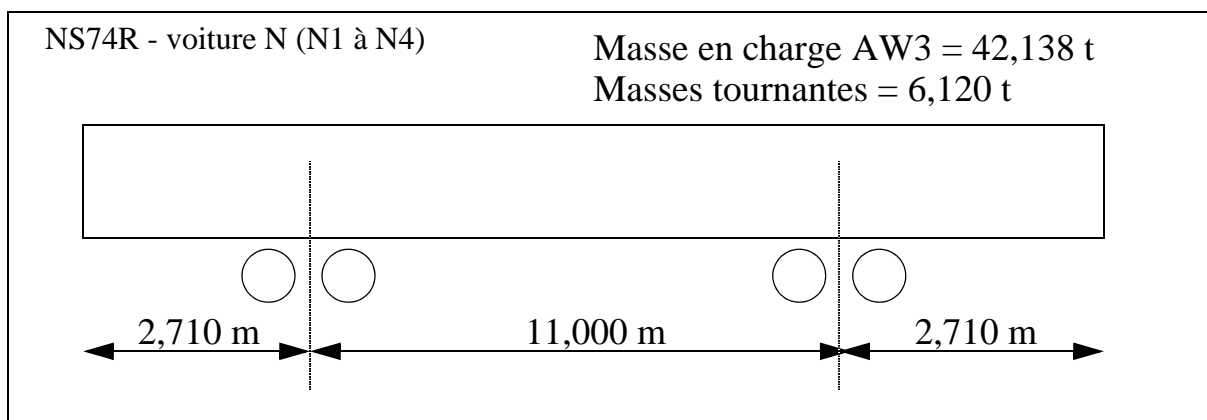 NS74R - voiture N (N1 à N4)
Masse en charge AW3 = 42,138 t
Masses tournantes = 6,120 t
2,710 m
11,000 m
2,710 m